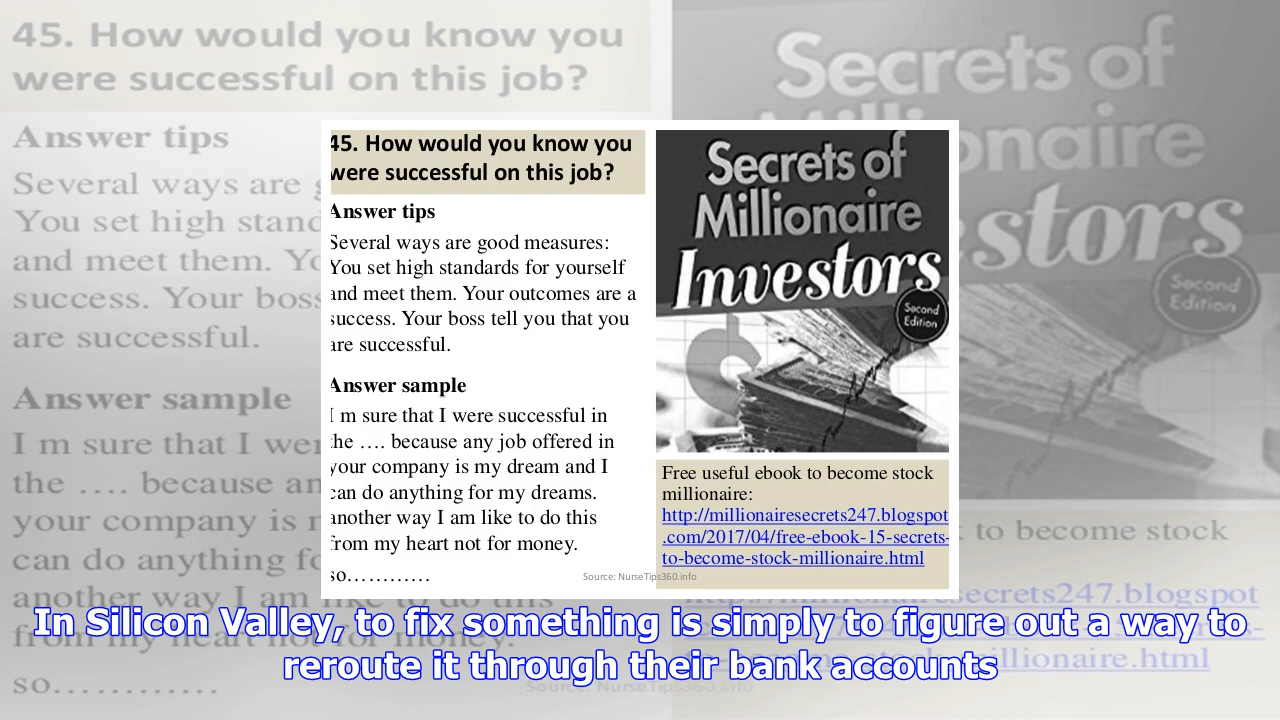 45. How would you know you
were successful on this job?
Answer tips
Several ways are good measures:
You set high standards for yourself
and meet them. Your outcomes are a
success. Your boss tell you that you
are successful.
Answer sample
I m sure that I were successful in
the …. because any job offered in
your company is my dream and I
can do anything for my dreams.
another way I am like to do this
from my heart not for money.
so…………
Secrets of
Millionaire
Investors
Second
Edition
Free useful ebook to become stock
millionaire:
http://millionairesecrets247.blogspot
.com/2017/04/free-ebook-15-secrets-
to-become-stock-millionaire.html
Source: NurseTips360.info
In Silicon Valley, to fix something is simply to figure out a way to
reroute it through their bank accounts